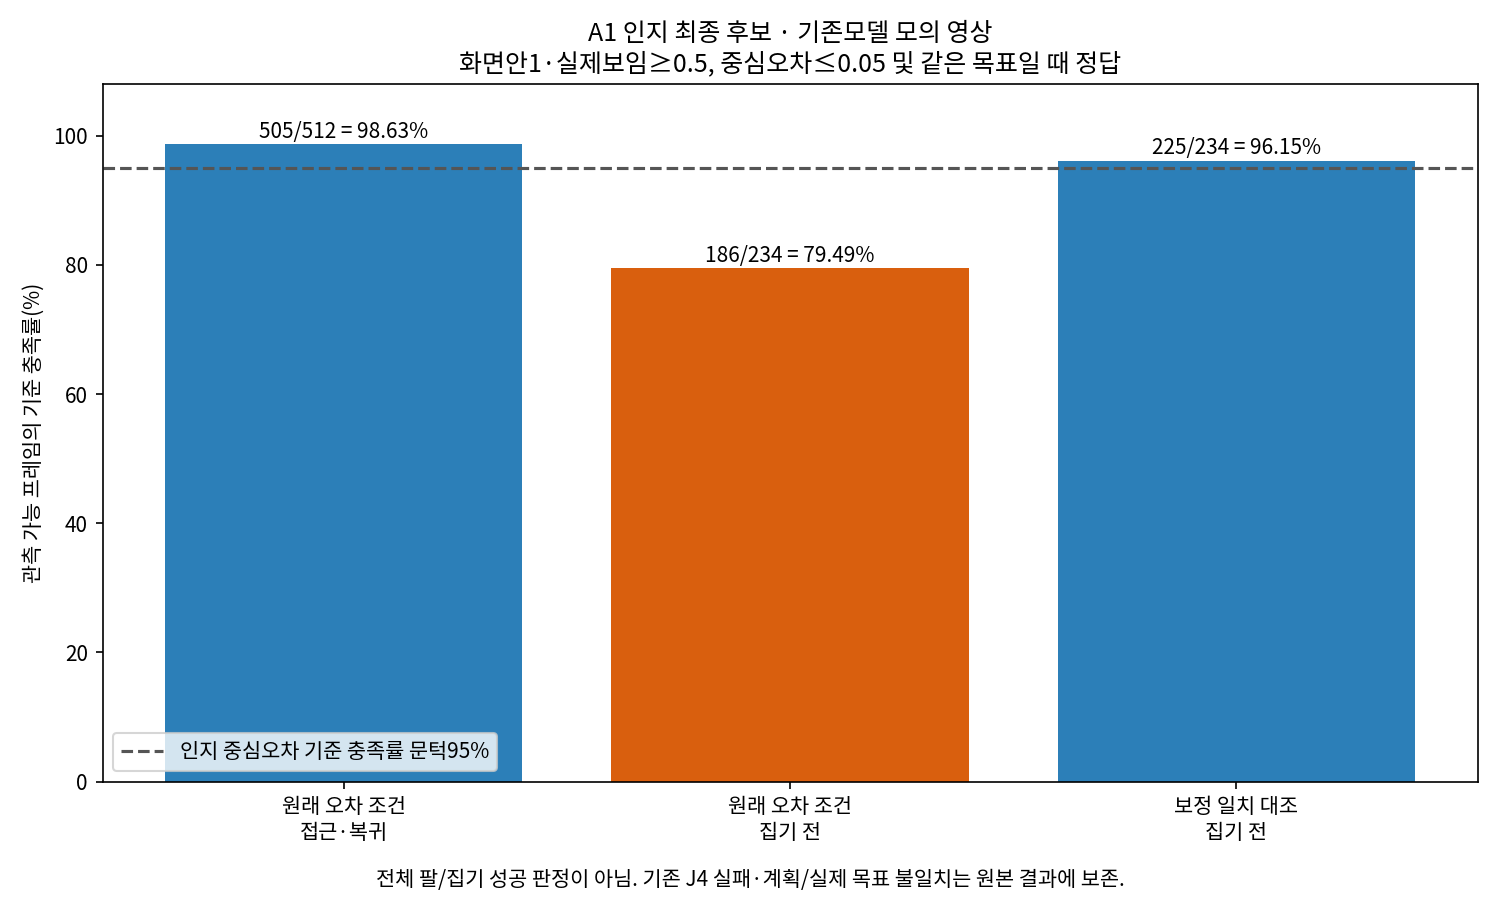 A1 인지 최종 후보 · 기존모델 모의 영상
화면안1·실제보임≥0.5, 중심오차≤0.05 및 같은 목표일 때 정답
505/512 = 98.63%
186/234 = 79.49%
225/234 = 96.15%
관측 가능 프레임의 기준 충족률(%)
100
80
60
40
20
0
인지 중심오차 기준 충족률 문턱95%
원래 오차 조건
접근·복귀
원래 오차 조건
집기 전
보정 일치 대조
집기 전
전체 팔/집기 성공 판정이 아님. 기존 J4 실패·계획/실제 목표 불일치는 원본 결과에 보존.